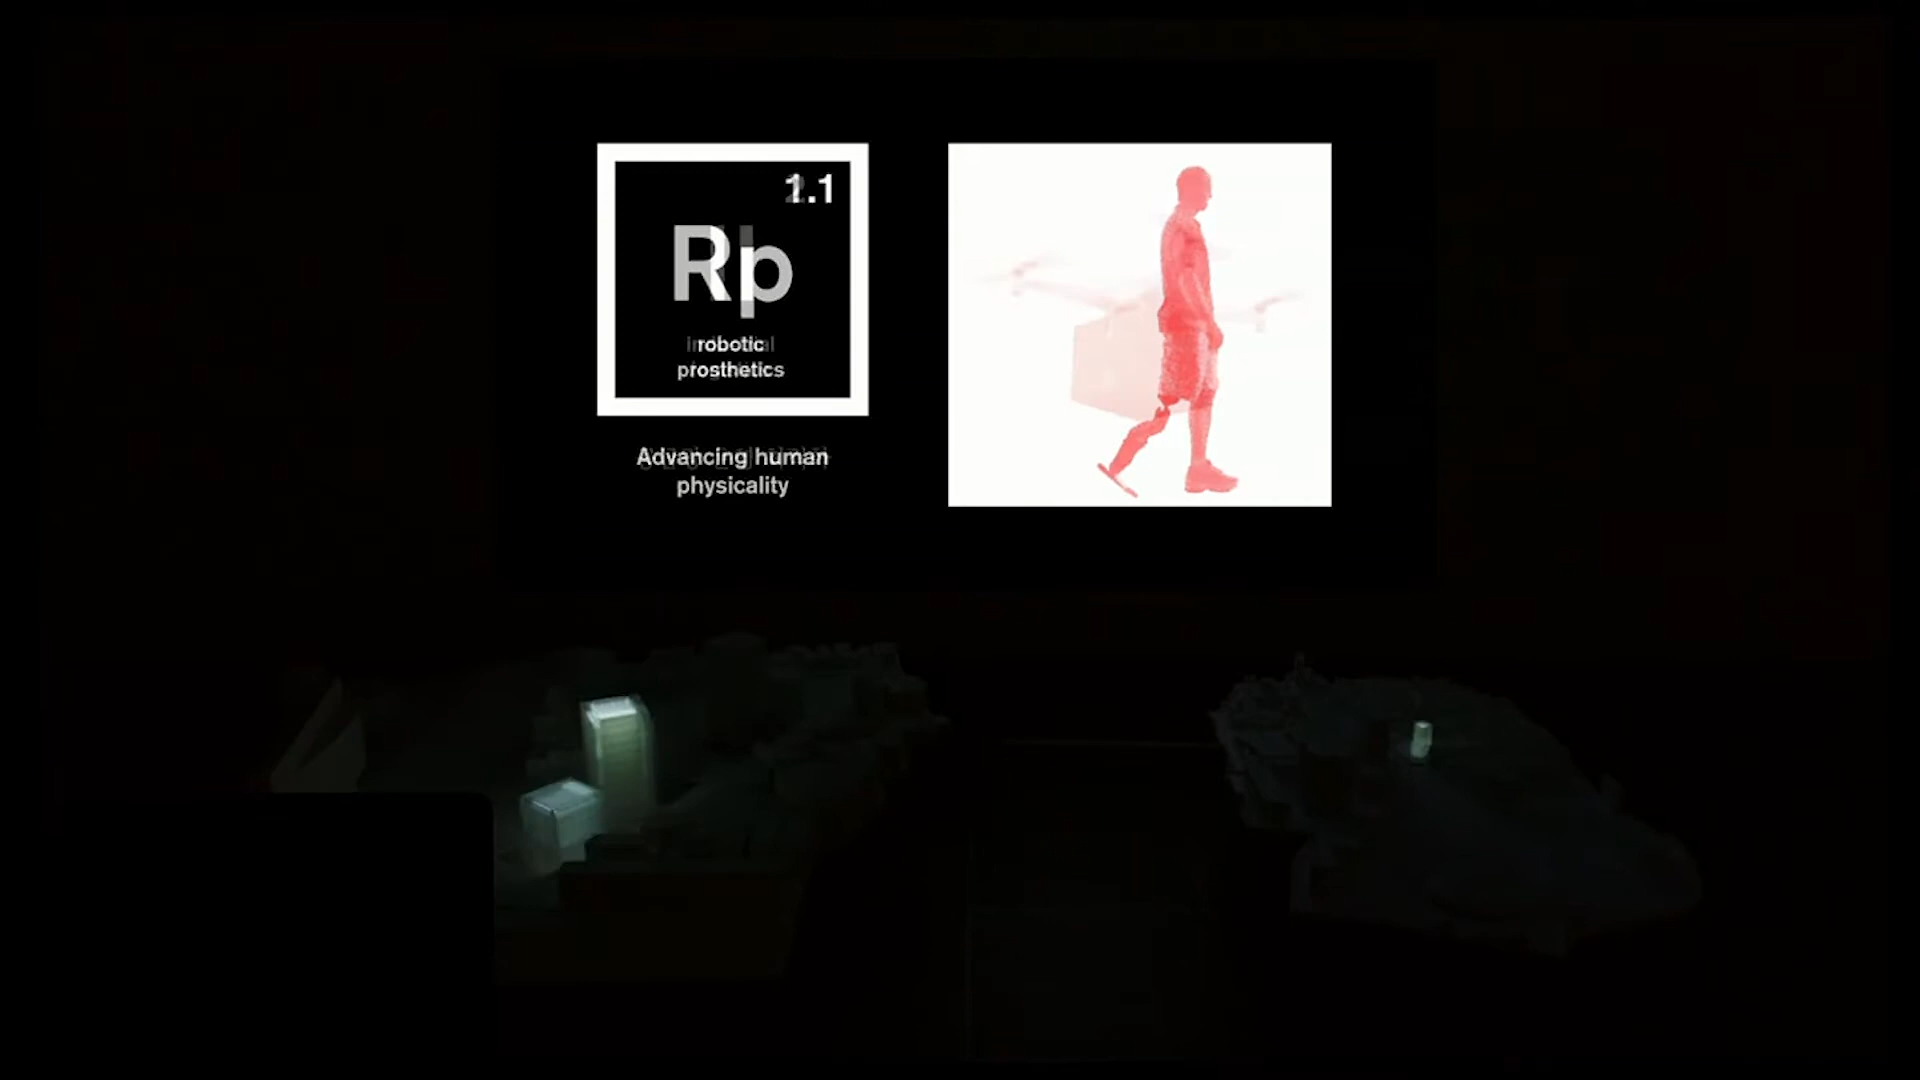 1.1
Rp
robotic
prosthetics
Advancing human
physicality